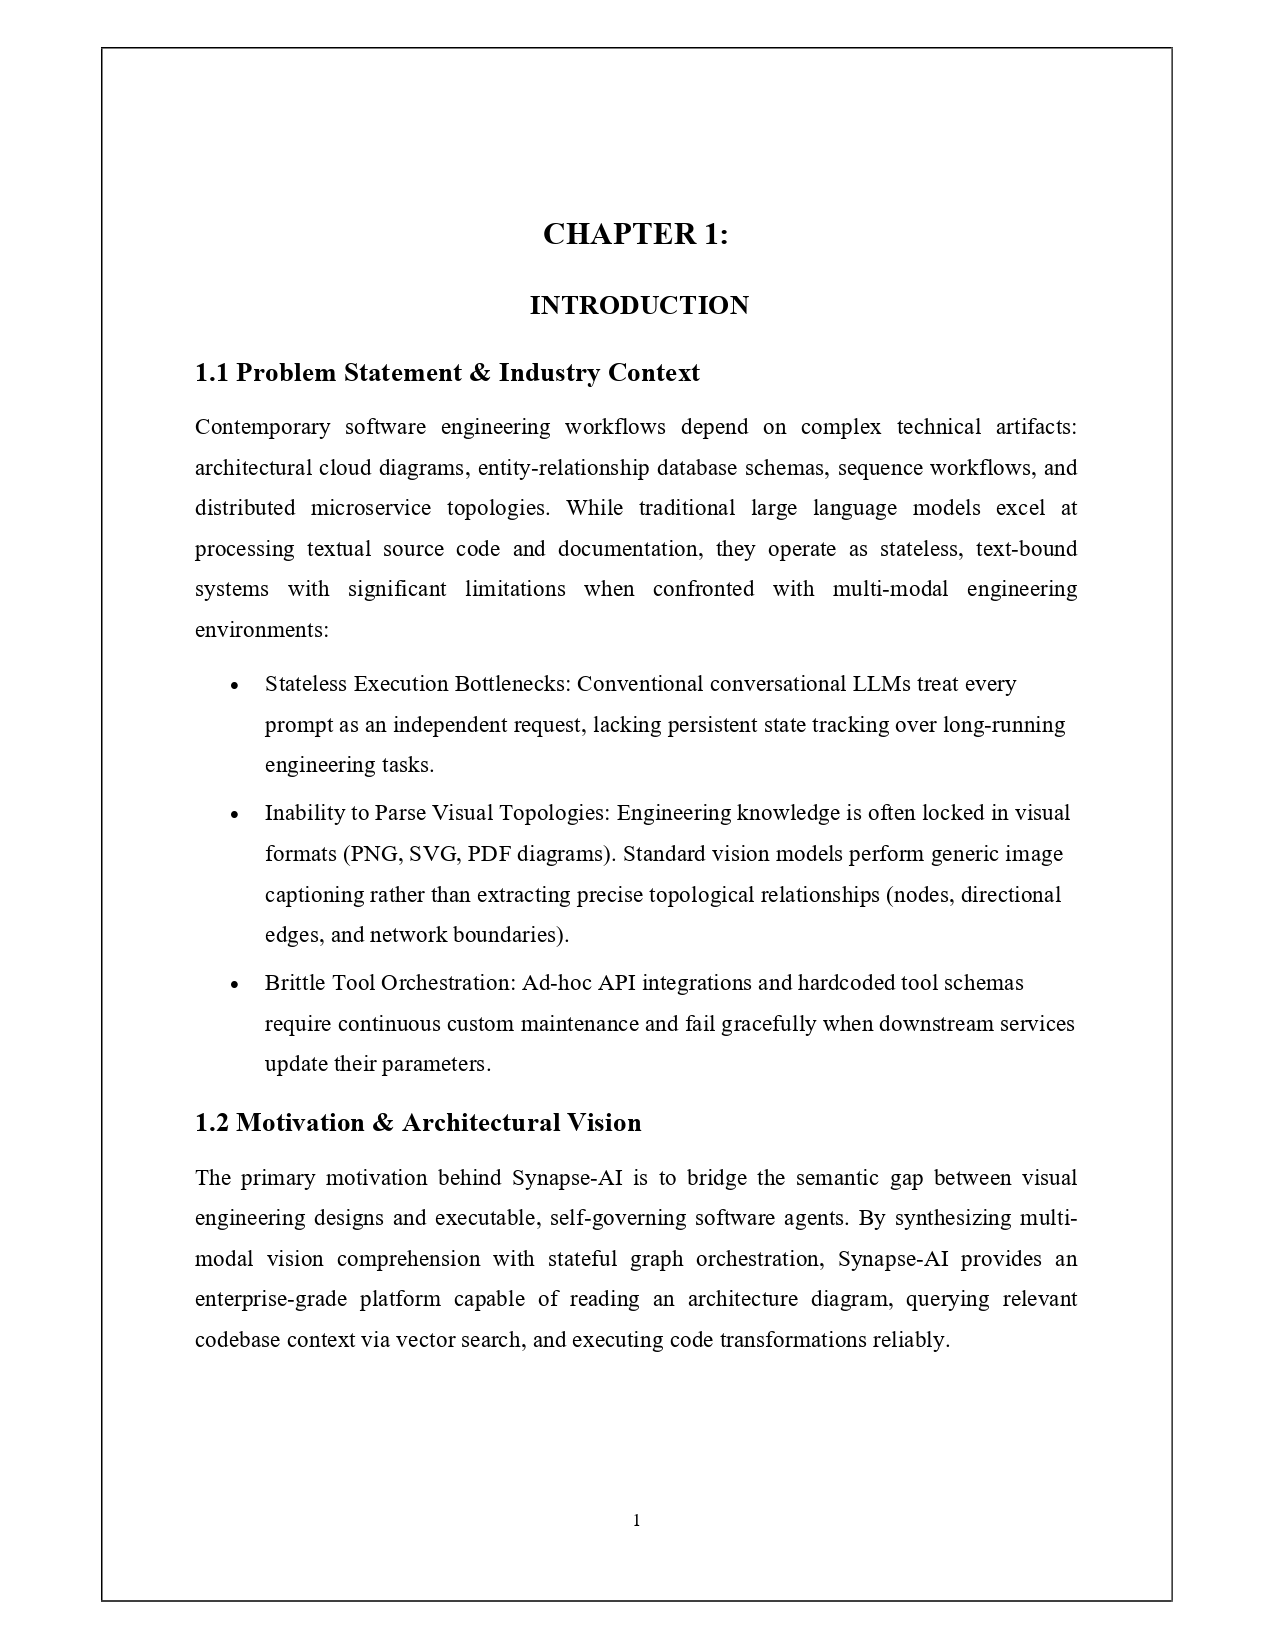 CHAPTER 1:
INTRODUCTION
1.1 Problem Statement & Industry Context
Contemporary software engineering workflows depend on complex technical artifacts:
architectural cloud diagrams, entity-relationship database schemas, sequence workflows, and
distributed microservice topologies. While traditional large language models excel at
processing textual source code and documentation, they operate as stateless, text-bound
systems with significant limitations when confronted with multi-modal engineering
environments:
• Stateless Execution Bottlenecks: Conventional conversational LLMs treat every
prompt as an independent request, lacking persistent state tracking over long-running
engineering tasks.
• Inability to Parse Visual Topologies: Engineering knowledge is often locked in visual
formats (PNG, SVG, PDF diagrams). Standard vision models perform generic image
captioning rather than extracting precise topological relationships (nodes, directional
edges, and network boundaries).
• Brittle Tool Orchestration: Ad-hoc API integrations and hardcoded tool schemas
require continuous custom maintenance and fail gracefully when downstream services
update their parameters.
1.2 Motivation & Architectural Vision
The primary motivation behind Synapse-AI is to bridge the semantic gap between visual
engineering designs and executable, self-governing software agents. By synthesizing multi-
modal vision comprehension with stateful graph orchestration, Synapse-AI provides an
enterprise-grade platform capable of reading an architecture diagram, querying relevant
codebase context via vector search, and executing code transformations reliably.
1